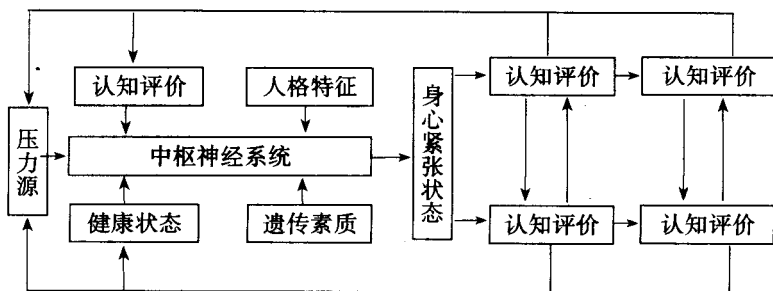 认知评价
人格特征
认知评价
认知评价
压力源
中枢神经系统
身心紧张状态
健康状态
遗传素质
认知评价
认知评价